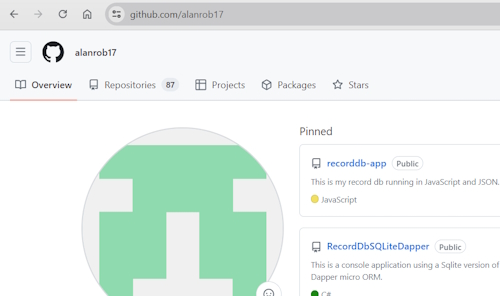 github.com/alanrob17
alanrob17
Overview Repositories 87 Projects Packages Stars
Pinned
recorddb-app Public
This is my record db running in JavaScript and JSON.
JavaScript
RecordDbSQLiteDapper Public
This is a console application using a Sqlite version of
Dapper micro ORM.
C#